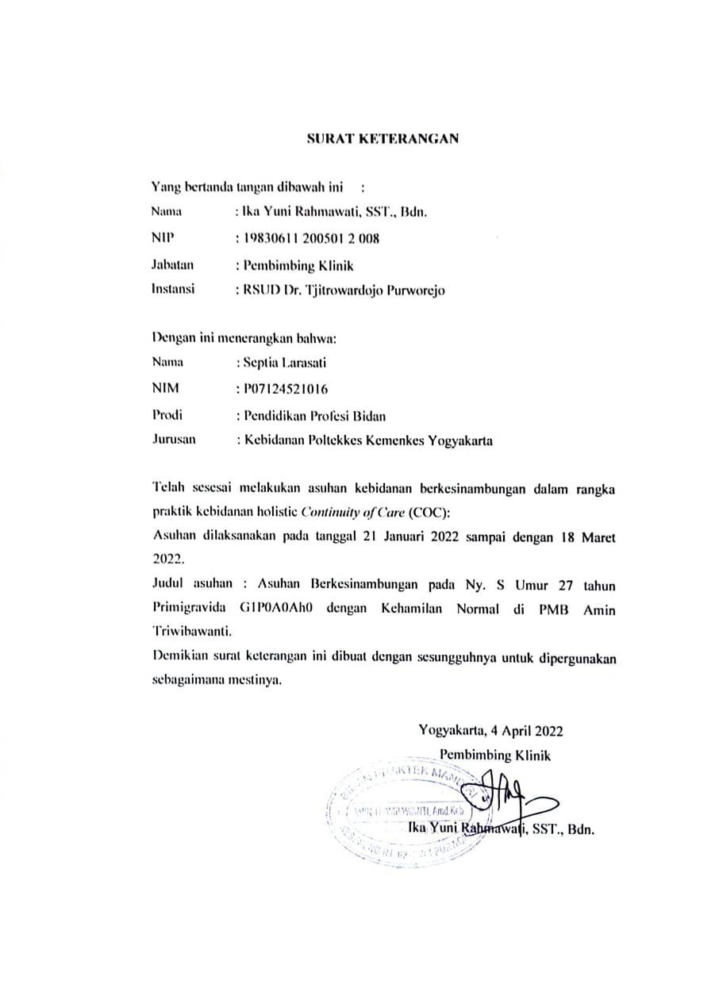 SURAT KETERANGAN
Yang bertanda tangan dibawah ini :
Nama : Ika Yuni Rahmawati, SST., Bdn.
NIP : 19830611 200501 2 008
Jabatan : Pembimbing Klinik
Instansi : RSUD Dr. Tjitrowardojo Purworejo
Dengan ini menerangkan bahwa:
Nama : Septia Larasati
NIM : P07124521016
Prodi : Pendidikan Profesi Bidan
Jurusan : Kebidanan Poltekkes Kemenkes Yogyakarta
Telah sesesai melakukan asuhan kebidanan berkesinambungan dalam rangka
praktik kebidanan holistic Continuity of Care (COC):
Asuhan dilaksanakan pada tanggal 21 Januari 2022 sampai dengan 18 Maret
2022.
Judul asuhan : Asuhan Berkesinambungan pada Ny. S Umur 27 tahun
Primigravida G1P0A0Ah0 dengan Kehamilan Normal di PMB Amin
Triwibawanti.
Demikian surat keterangan ini dibuat dengan sesungguhnya untuk dipergunakan
sebagaimana mestinya.
Yogyakarta, 4 April 2022
Pembimbing Klinik
PRAKTEK
Amd.Keb
Ika Yuni Rahmawati, SST., Bdn.